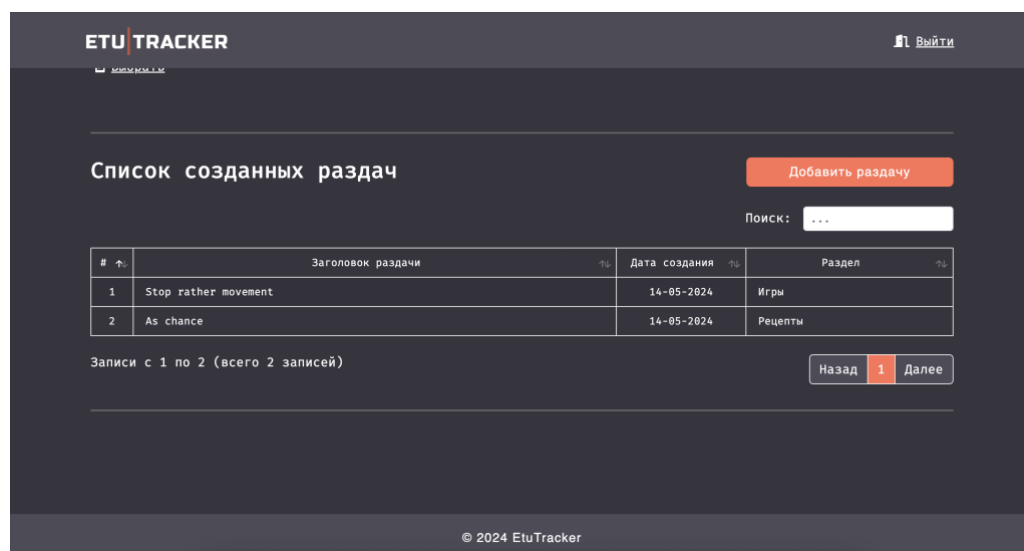 ETU TRACKER
Выйти
Выбрать
Список созданных раздач
Добавить раздачу
Поиск: ...
# Заголовок раздачи Дата создания Раздел
1 Stop rather movement 14-05-2024 Игры
2 As chance 14-05-2024 Рецепты
Записи с 1 по 2 (всего 2 записей)
Назад 1 Далее
© 2024 EtuTracker